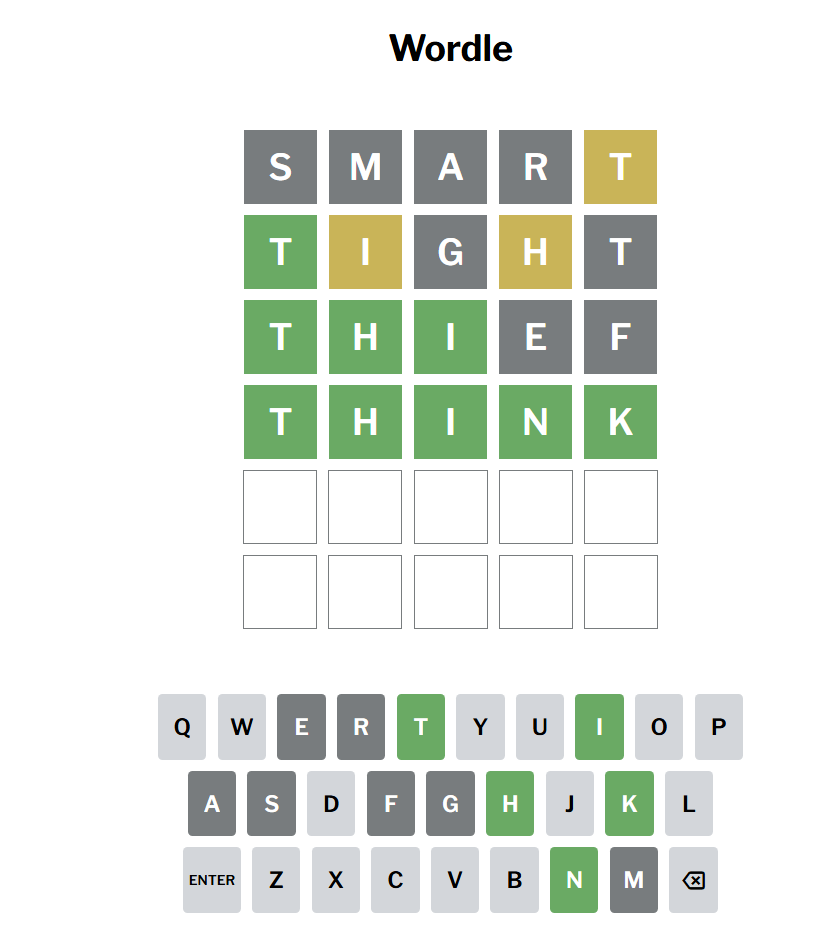 Wordle
S M A R T
T I G H T
T H I E F
T H I N K
Q W E R T Y U I O P
A S D F G H J K L
ENTER Z X C V B N M